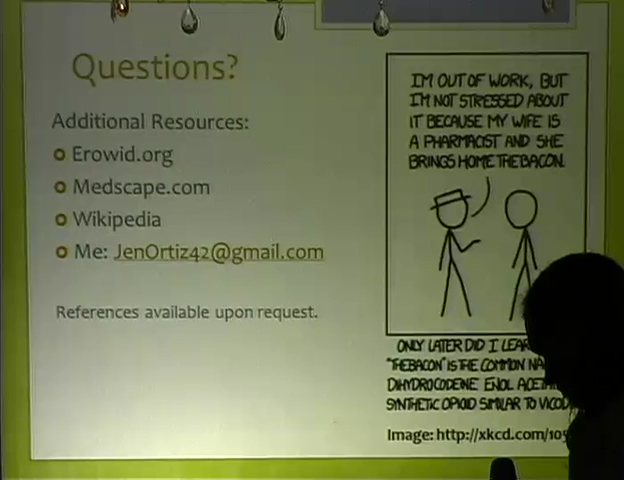 Questions?
Additional Resources:
Erowid.org
Medscape.com
Wikipedia
Me: JenOrtiz42@gmail.com
References available upon request.
I'M OUT OF WORK, BUT
I'M NOT STRESSED ABOUT
IT BECAUSE MY WIFE IS
A PHARMACIST AND SHE
BRINGS HOME THEBACON.
ONLY LATER DID I
"THEBACON" IS THE COMMON
DIHYDROCODEINE ENOL
SYNTHETIC OPIOID SIMILAR TO
Image: http://xkcd.com/